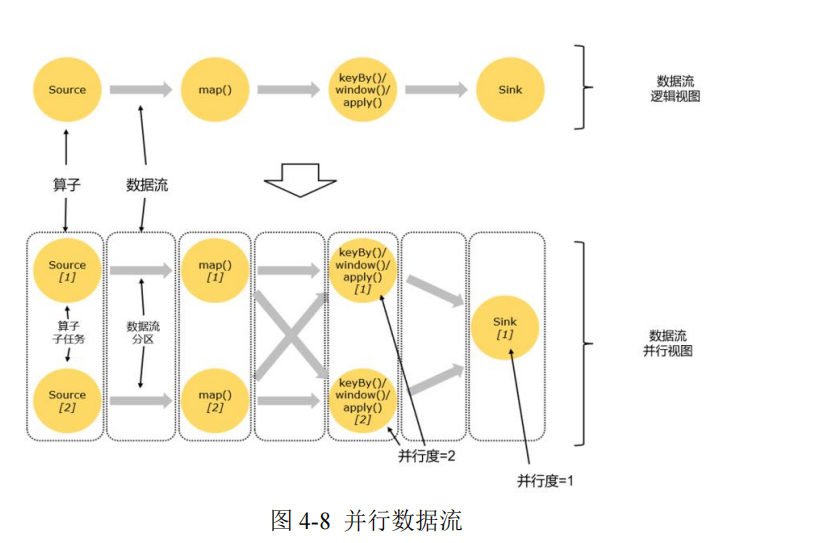 Source
map()
keyBy()/
window()/
apply()
Sink
数据流
逻辑视图
算子
数据流
Source
[1]
map()
[1]
keyBy()/
window()/
apply()
[1]
算子
子任务
数据流
分区
Sink
[1]
数据流
并行视图
Source
[2]
map()
[2]
keyBy()/
window()/
apply()
[2]
并行度=2
并行度=1
图 4-8 并行数据流